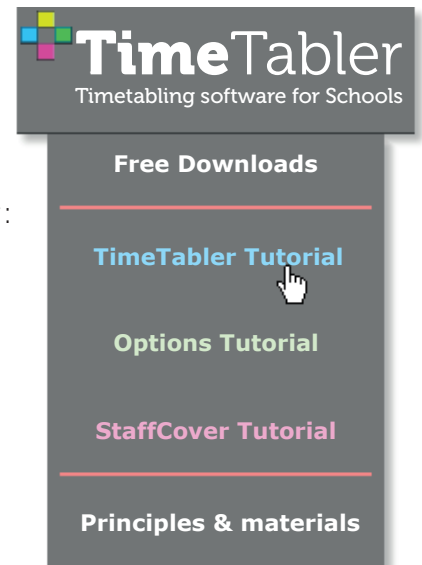 TimeTabler
Timetabling software for Schools
Free Downloads
:
TimeTabler Tutorial
Options Tutorial
StaffCover Tutorial
Principles & materials